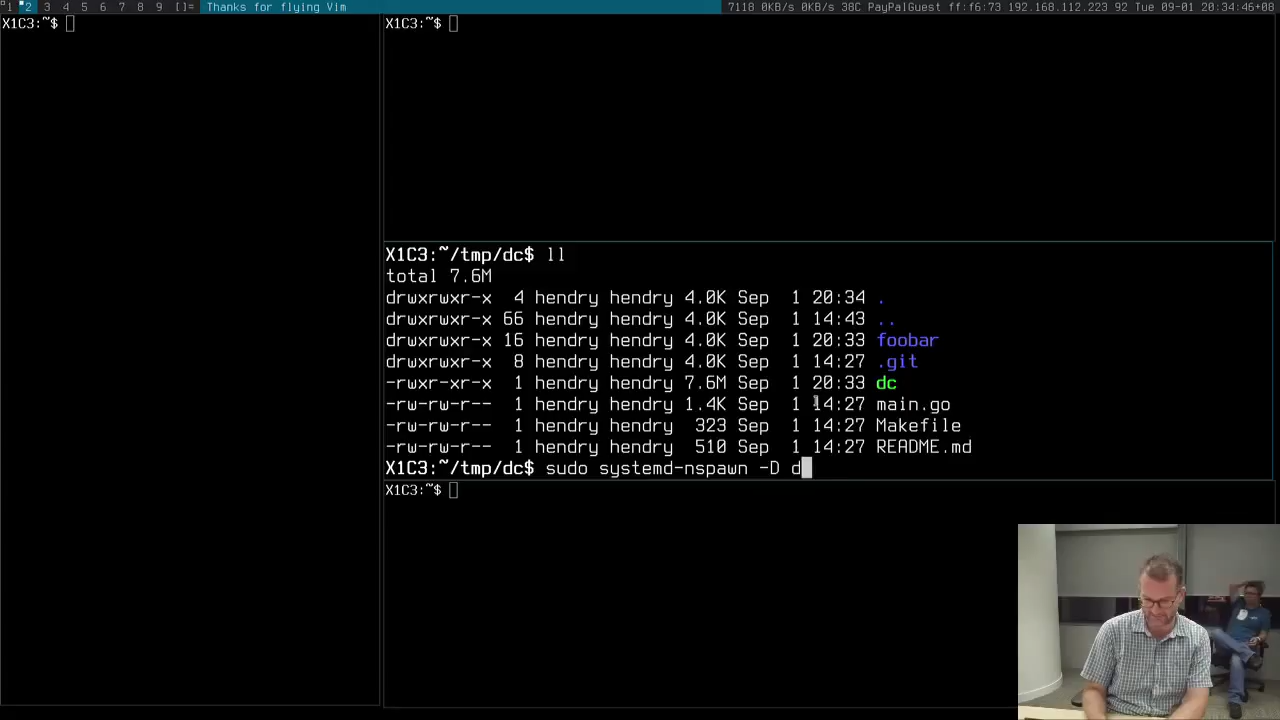 1 2 3 4 5 6 7 8 9 []= Thanks for flying Vim 7118 0KB/s 0KB/s 38C PayPalGuest ff:f6:73 192.168.112.223 92 Tue 09-01 20:34:46+08
X1C3:~$
X1C3:~$
X1C3:~/tmp/dc$ ll
total 7.6M
drwxrwxr-x 4 hendry hendry 4.0K Sep 1 20:34 .
drwxrwxr-x 66 hendry hendry 4.0K Sep 1 14:43 ..
drwxrwxr-x 16 hendry hendry 4.0K Sep 1 20:33 foobar
drwxrwxr-x 8 hendry hendry 4.0K Sep 1 14:27 .git
-rwxr-xr-x 1 hendry hendry 7.6M Sep 1 20:33 dc
-rw-rw-r-- 1 hendry hendry 1.4K Sep 1 14:27 main.go
-rw-rw-r-- 1 hendry hendry 323 Sep 1 14:27 Makefile
-rw-rw-r-- 1 hendry hendry 510 Sep 1 14:27 README.md
X1C3:~/tmp/dc$ sudo systemd-nspawn -D d
X1C3:~$